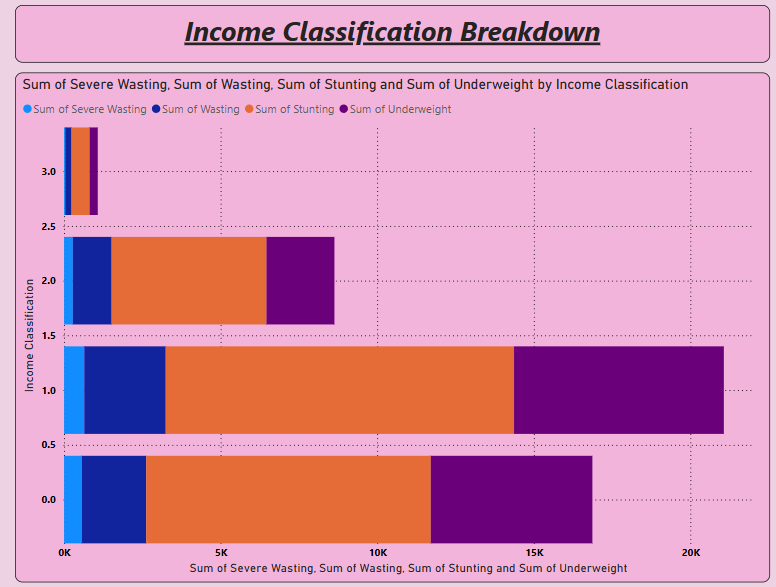 Income Classification Breakdown
Sum of Severe Wasting, Sum of Wasting, Sum of Stunting and Sum of Underweight by Income Classification
Sum of Severe Wasting Sum of Wasting Sum of Stunting Sum of Underweight
3.0
2.5
2.0
1.5
1.0
0.5
0.0
Income Classification
0K 5K 10K 15K 20K
Sum of Severe Wasting, Sum of Wasting, Sum of Stunting and Sum of Underweight